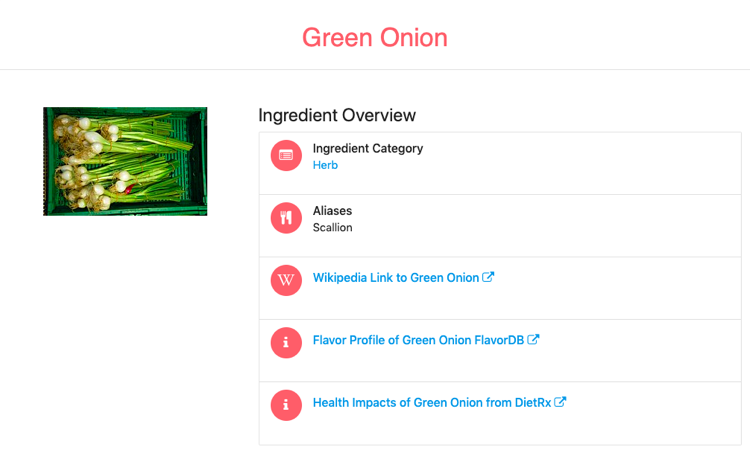 Green Onion
Ingredient Overview
Ingredient Category
Herb
Aliases
Scallion
W
Wikipedia Link to Green Onion
i
Flavor Profile of Green Onion FlavorDB
i
Health Impacts of Green Onion from DietRx